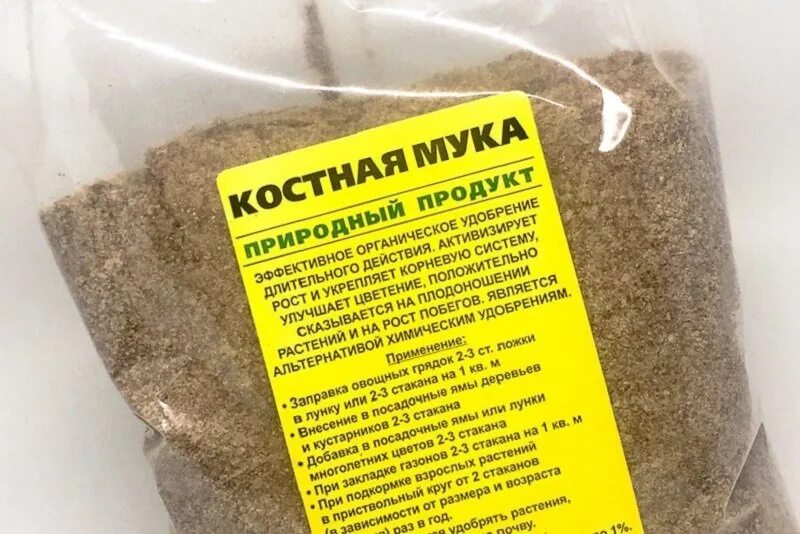 КОСТНАЯ МУКА
ПРИРОДНЫЙ ПРОДУКТ
ЭФФЕКТИВНОЕ ОРГАНИЧЕСКОЕ УДОБРЕНИЕ
ДЛИТЕЛЬНОГО ДЕЙСТВИЯ. АКТИВИЗИРУЕТ
РОСТ И УКРЕПЛЯЕТ КОРНЕВУЮ СИСТЕМУ,
УЛУЧШАЕТ ЦВЕТЕНИЕ, ПОЛОЖИТЕЛЬНО
СКАЗЫВАЕТСЯ НА ПЛОДОНОШЕНИИ
РАСТЕНИЙ И НА РОСТ ПОБЕГОВ. ЯВЛЯЕТСЯ
АЛЬТЕРНАТИВОЙ ХИМИЧЕСКИМ УДОБРЕНИЯМ.
Применение:
• Заправка овощных грядок 2-3 ст. ложки
в лунку или 2-3 стакана на 1 кв. м
• Внесение в посадочные ямы деревьев
и кустарников 2-3 стакана
• Добавка в посадочные ямы или лунки
многолетних цветов 2-3 стакана
• При закладке газонов 2-3 стакана на 1 кв. м
• При подкормке взрослых растений
в приствольный круг от 2 стаканов
(в зависимости от размера и возраста
раз в год.
удобрять растения,
почву.
1%.